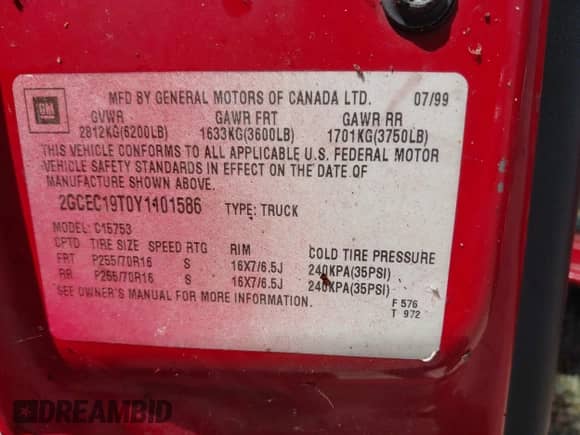 MFD BY GENERAL MOTORS OF CANADA LTD. 07/99
GM
GVWR GAWR FRT GAWR RR
2812KG(6200LB) 1633KG(3600LB) 1701KG(3750LB)
THIS VEHICLE CONFORMS TO ALL APPLICABLE U.S. FEDERAL MOTOR
VEHICLE SAFETY STANDARDS IN EFFECT ON THE DATE OF
MANUFACTURE SHOWN ABOVE.
2GCEC19T0Y1401586 TYPE: TRUCK
MODEL: C15753
CPTD TIRE SIZE SPEED RTG RIM COLD TIRE PRESSURE
FRT P255/70R16 S 16X7/6.5J 240KPA(35PSI)
RR P255/70R16 S 16X7/6.5J 240KPA(35PSI)
SEE OWNER'S MANUAL FOR MORE INFORMATION.
F 576
T 972
DREAMBID